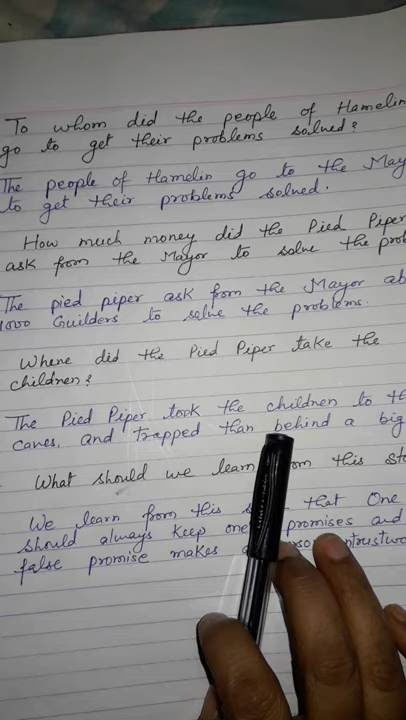 To whom did the people of Hamelin
go to get their problems solved?
The people of Hamelin go to the May
to get their problems solved.
How much money did the Pied Piper
ask from the Mayor to solve the prob
The pied piper ask from the Mayor ab
1000 Guilders to solve the problems.
Where did the Pied Piper take the
children?
The Pied Piper took the children to th
caves. and trapped than behind a big
What should we learn from this sto
We learn from this that One
should always keep one promises and
false promise makes